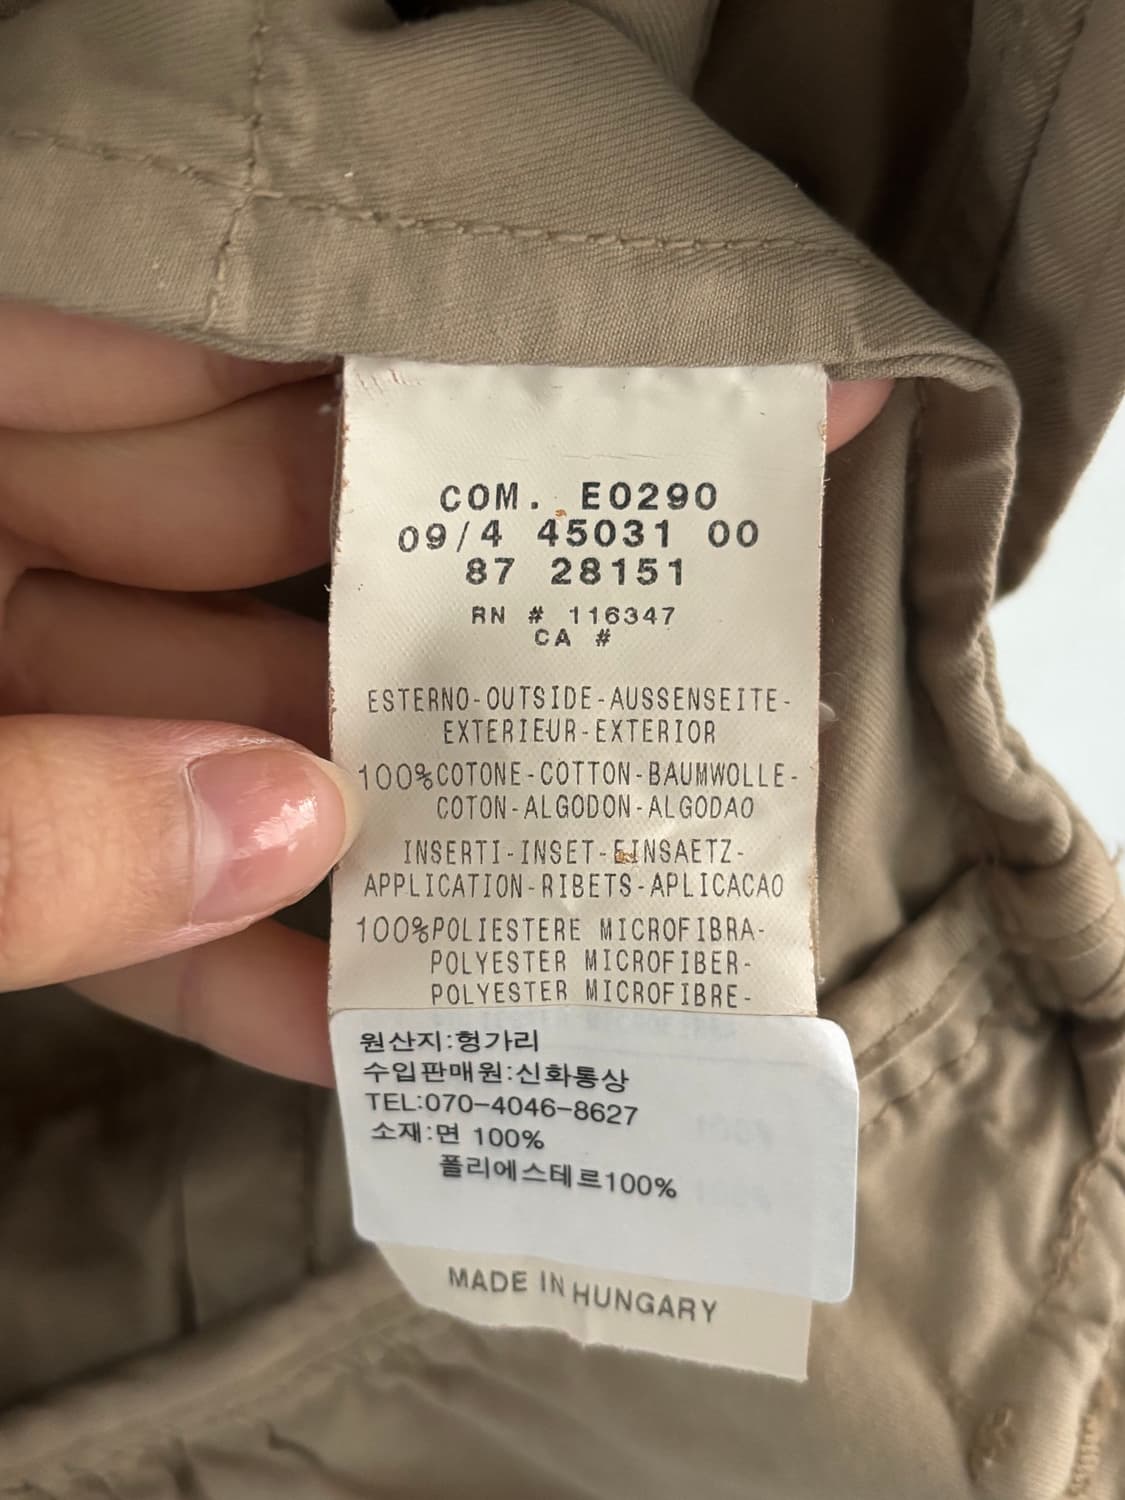 COM. E0290
09/4 45031 00
87 28151
RN # 116347
CA #
ESTERNO-OUTSIDE-AUSSENSEITE-
EXTERIEUR-EXTERIOR
100%COTONE-COTTON-BAUMWOLLE-
COTON-ALGODON-ALGODAO
INSERTI-INSET-EINSAETZ-
APPLICATION-RIBETS-APLICACAO
100%POLIESTERE MICROFIBRA-
POLYESTER MICROFIBER-
POLYESTER MICROFIBRE-
원산지:헝가리
수입판매원:신화통상
TEL:070-4046-8627
소재:면 100%
폴리에스테르100%
MADE IN HUNGARY